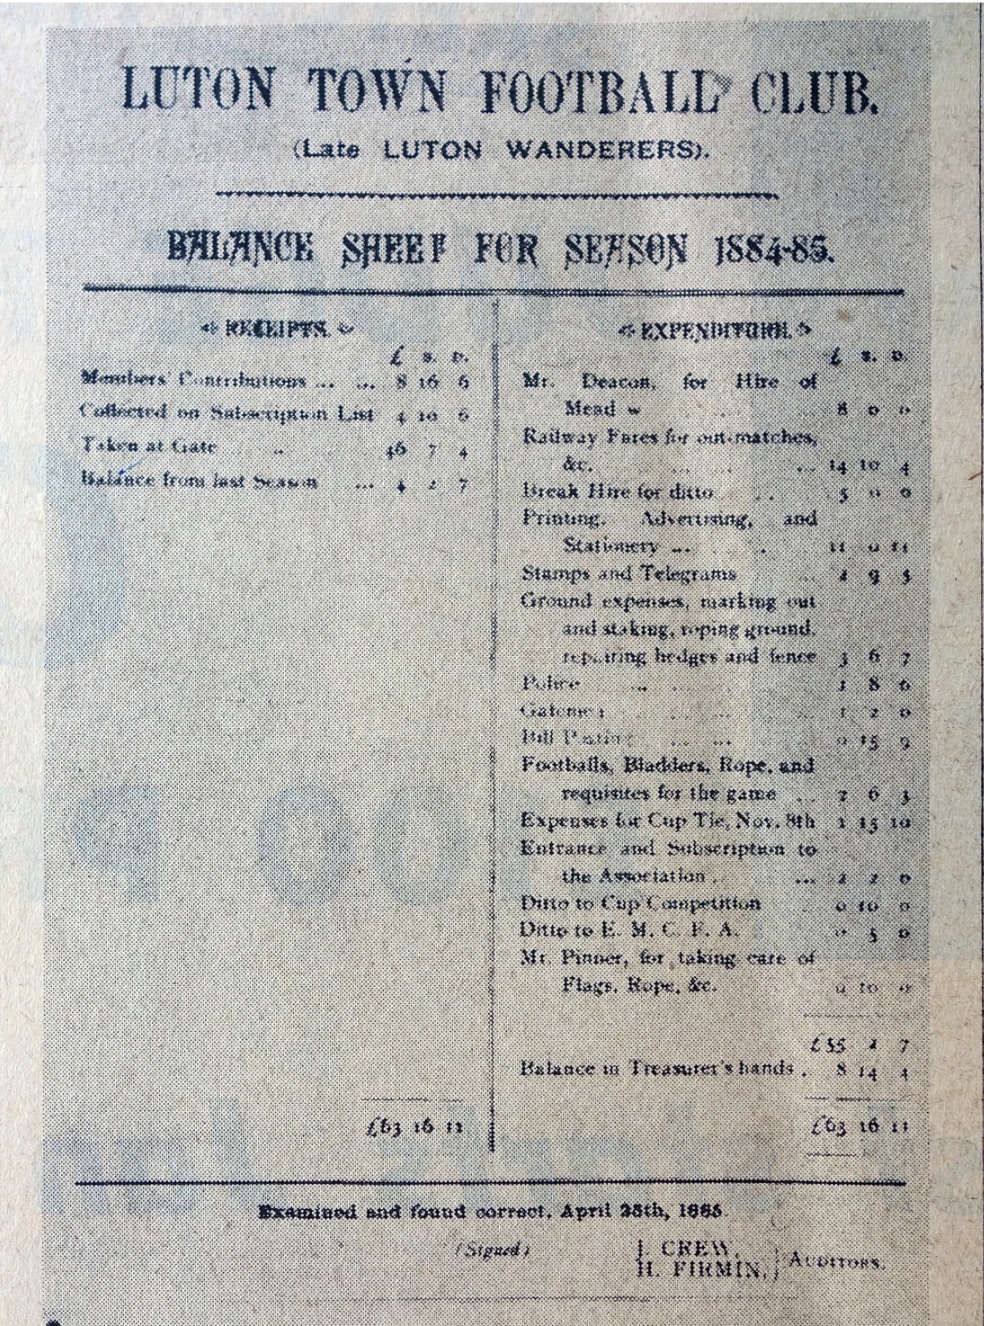 LUTON TOWN FOOTBALL CLUB.
(Late LUTON WANDERERS).
BALANCE SHEET FOR SEASON 1884-85.
RECEIPTS.
£ s. D.
Members' Contributions ... ... 8 16 6
Collected on Subscription List 4 10 6
Taken at Gate .. 46 7 4
Balance from last Season ... 4 2 7
£63 16 11
EXPENDITURE.
£ s. D.
Mr. Deacon, for Hire of
Mead ... 8 0 0
Railway Fares for out-matches,
&c. ... ... ... 14 10 4
Break Hire for ditto .. .. 5 0 0
Printing, Advertising, and
Stationery ... .. 11 0 11
Stamps and Telegrams .. 2 9 5
Ground expenses, marking out
and staking, roping ground,
repairing hedges and fence 3 6 7
Police ... ... ... 1 8 6
Gatemen ... ... ... 1 2 0
Bill Posting ... ... ... 0 15 9
Footballs, Bladders, Rope, and
requisites for the game ... 2 6 3
Expenses for Cup Tie, Nov. 8th 1 15 10
Entrance and Subscription to
the Association .. ... 2 2 0
Ditto to Cup Competition .. 0 10 0
Ditto to E. M. C. F. A. .. 0 5 0
Mr. Pinner, for taking care of
Flags, Rope, &c. 0 10 0
£55 2 7
Balance in Treasurer's hands . 8 14 4
£63 16 11
Examined and found correct, April 25th, 1885
(Signed) J. CREW,
H. FIRMIN, } AUDITORS.